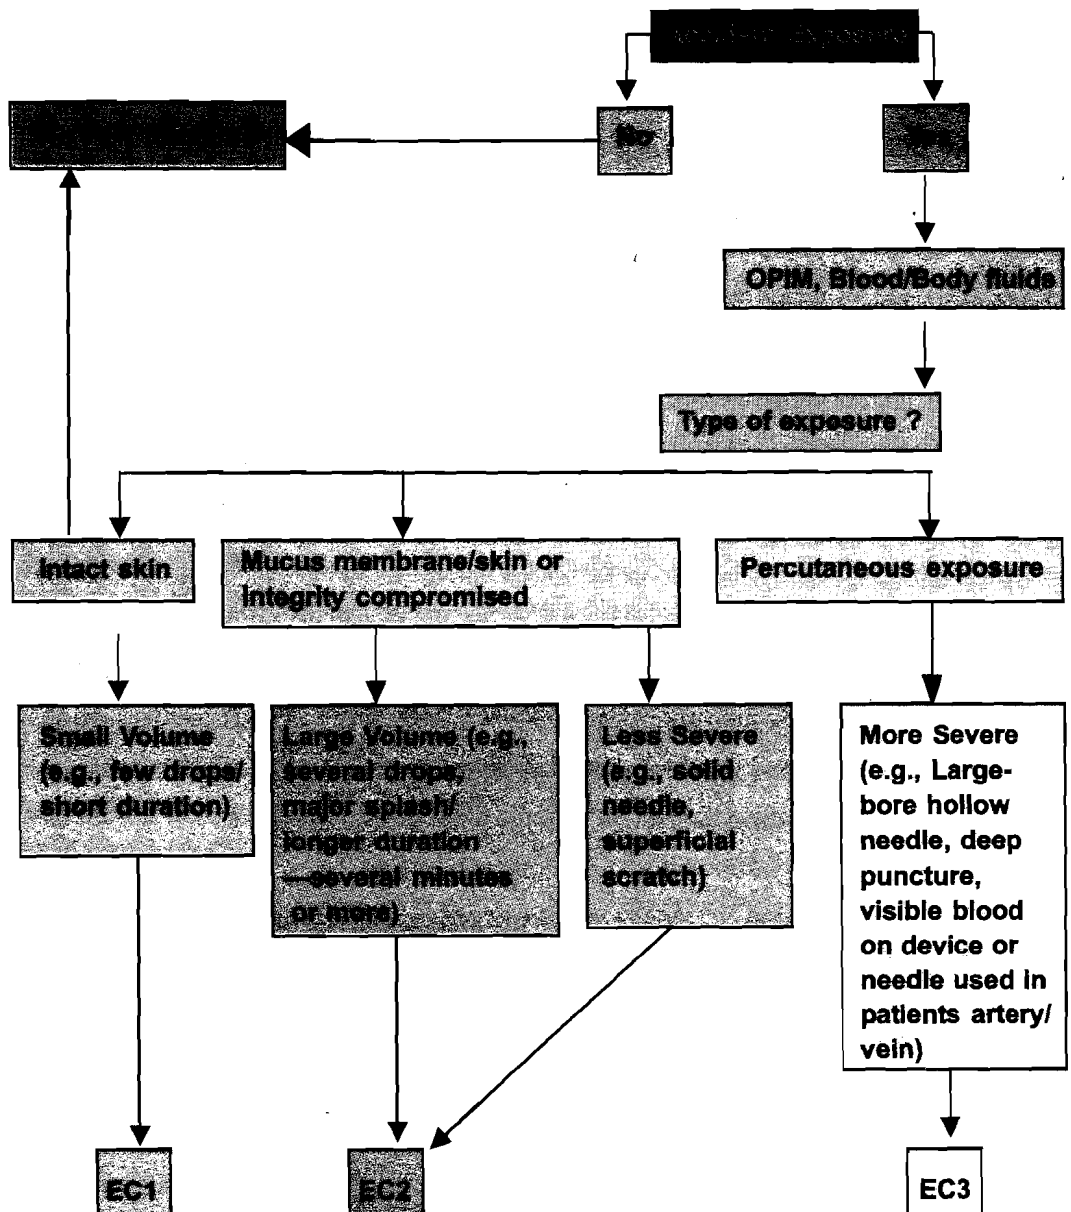 Exposure
No
Yes
OPIM, Blood/Body fluids
Type of exposure ?
Intact skin
Mucus membrane/skin or
integrity compromised
Percutaneous exposure
Small Volume
(e.g., few drops/
short duration)
Large Volume (e.g.,
several drops,
major splash/
longer duration
—several minutes
or more)
Less Severe
(e.g., solid
needle,
superficial
scratch)
More Severe
(e.g., Large-
bore hollow
needle, deep
puncture,
visible blood
on device or
needle used in
patients artery/
vein)
EC1
EC2
EC3